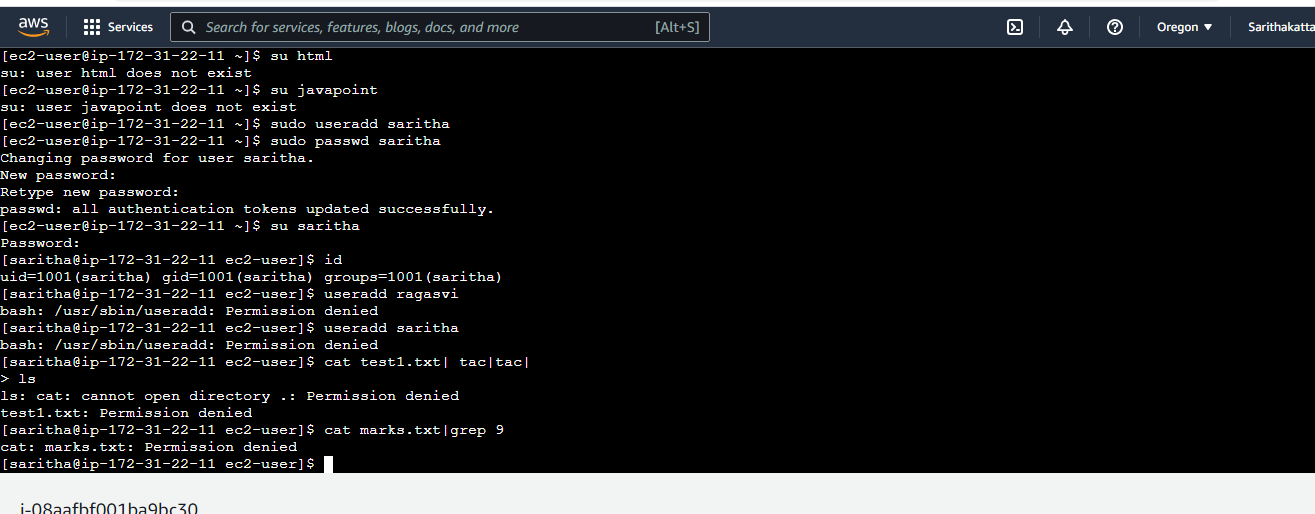 aws Services Search for services, features, blogs, docs, and more [Alt+S] Oregon ▼ Sarithakatta
[ec2-user@ip-172-31-22-11 ~]$ su html
su: user html does not exist
[ec2-user@ip-172-31-22-11 ~]$ su javapoint
su: user javapoint does not exist
[ec2-user@ip-172-31-22-11 ~]$ sudo useradd saritha
[ec2-user@ip-172-31-22-11 ~]$ sudo passwd saritha
Changing password for user saritha.
New password:
Retype new password:
passwd: all authentication tokens updated successfully.
[ec2-user@ip-172-31-22-11 ~]$ su saritha
Password:
[saritha@ip-172-31-22-11 ec2-user]$ id
uid=1001(saritha) gid=1001(saritha) groups=1001(saritha)
[saritha@ip-172-31-22-11 ec2-user]$ useradd ragasvi
bash: /usr/sbin/useradd: Permission denied
[saritha@ip-172-31-22-11 ec2-user]$ useradd saritha
bash: /usr/sbin/useradd: Permission denied
[saritha@ip-172-31-22-11 ec2-user]$ cat test1.txt| tac|tac|
> ls
ls: cat: cannot open directory .: Permission denied
test1.txt: Permission denied
[saritha@ip-172-31-22-11 ec2-user]$ cat marks.txt|grep 9
cat: marks.txt: Permission denied
[saritha@ip-172-31-22-11 ec2-user]$
i-08aafbf001ba9bc30